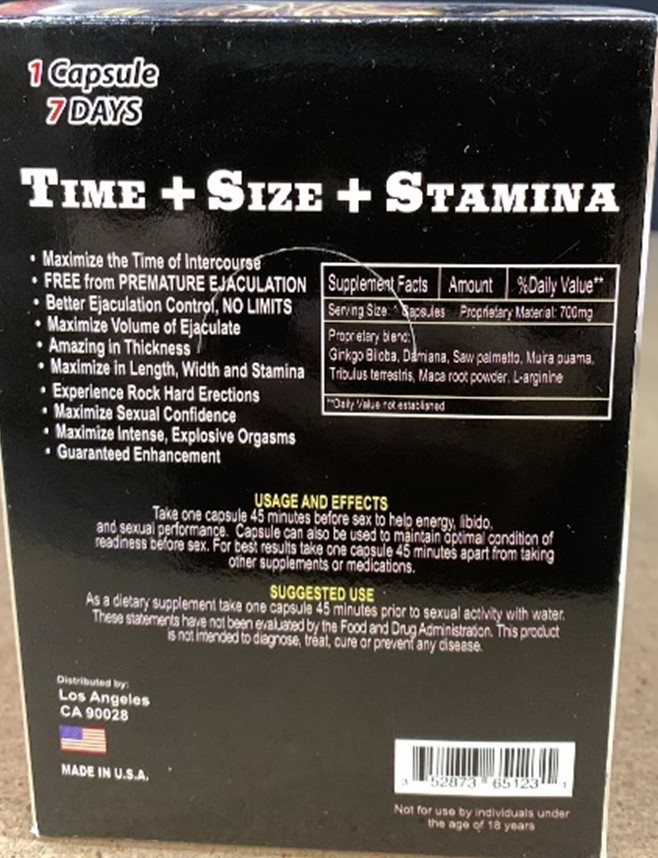 1 Capsule
7 DAYS
TIME + SIZE + STAMINA
• Maximize the Time of Intercourse
• FREE from PREMATURE EJACULATION
• Better Ejaculation Control, NO LIMITS
• Maximize Volume of Ejaculate
• Amazing in Thickness
• Maximize in Length, Width and Stamina
• Experience Rock Hard Erections
• Maximize Sexual Confidence
• Maximize Intense, Explosive Orgasms
• Guaranteed Enhancement
Supplement Facts Amount %Daily Value**
Serving Size: Capsules Proprietary Material: 700mg
Proprietary blend:
Ginkgo Biloba, Damiana, Saw palmetto, Muira puama,
Tribulus terrestris, Maca root powder, L-arginine
**Daily Value not established
USAGE AND EFFECTS
Take one capsule 45 minutes before sex to help energy, libido,
and sexual performance. Capsule can also be used to maintain optimal condition of
readiness before sex. For best results take one capsule 45 minutes apart from taking
other supplements or medications.
SUGGESTED USE
As a dietary supplement take one capsule 45 minutes prior to sexual activity with water.
These statements have not been evaluated by the Food and Drug Administration. This product
is not intended to diagnose, treat, cure or prevent any disease.
Distributed by:
Los Angeles
CA 90028
MADE IN U.S.A.
3 52873 65123 1
Not for use by individuals under
the age of 18 years